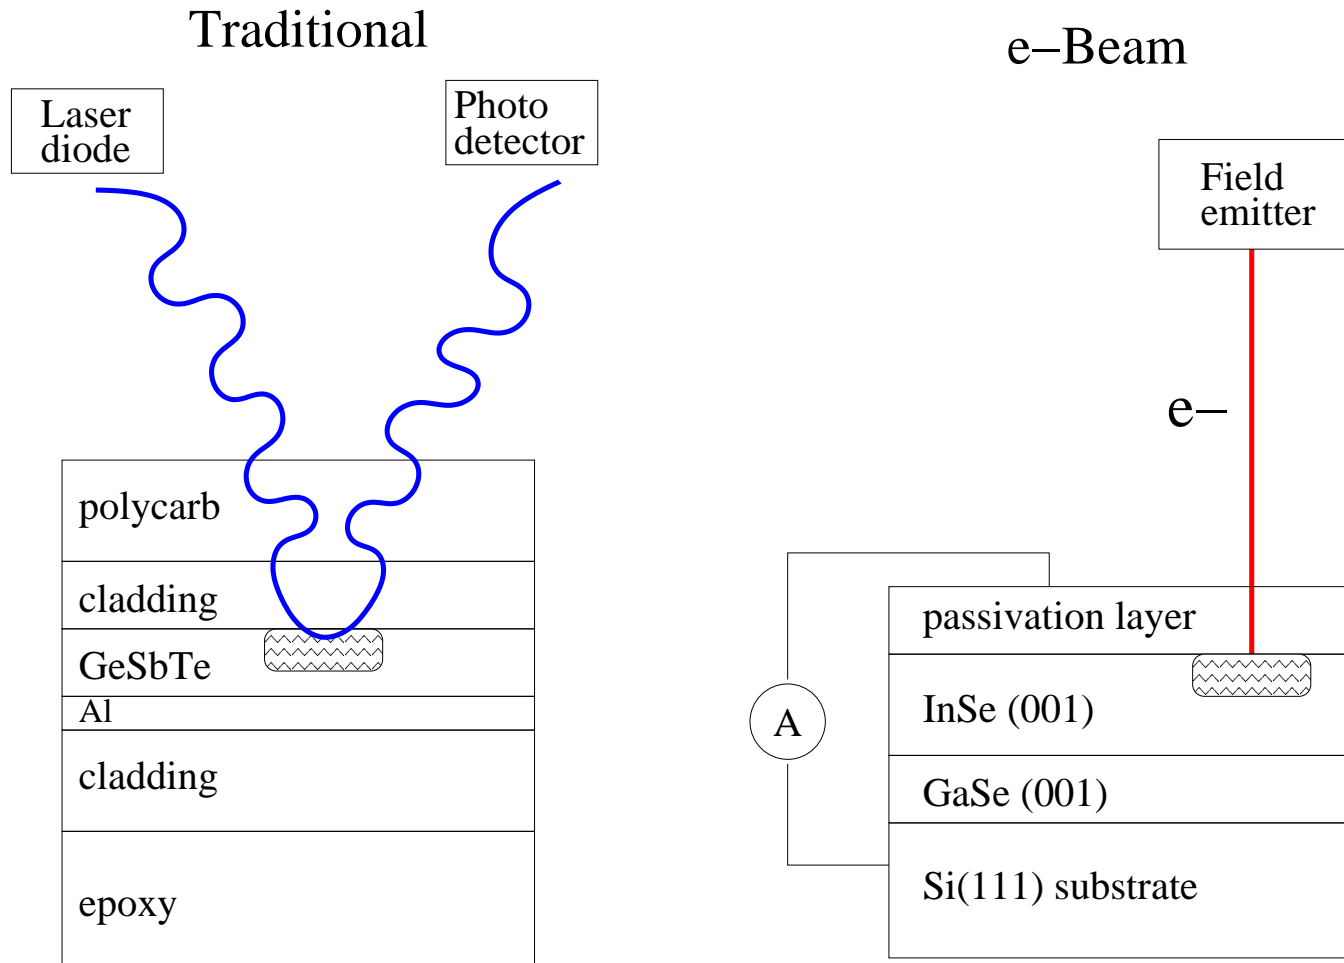 Traditional
Laser
diode
Photo
detector
polycarb
cladding
GeSbTe
Al
cladding
epoxy
e−Beam
Field
emitter
e−
passivation layer
A
InSe (001)
GaSe (001)
Si(111) substrate